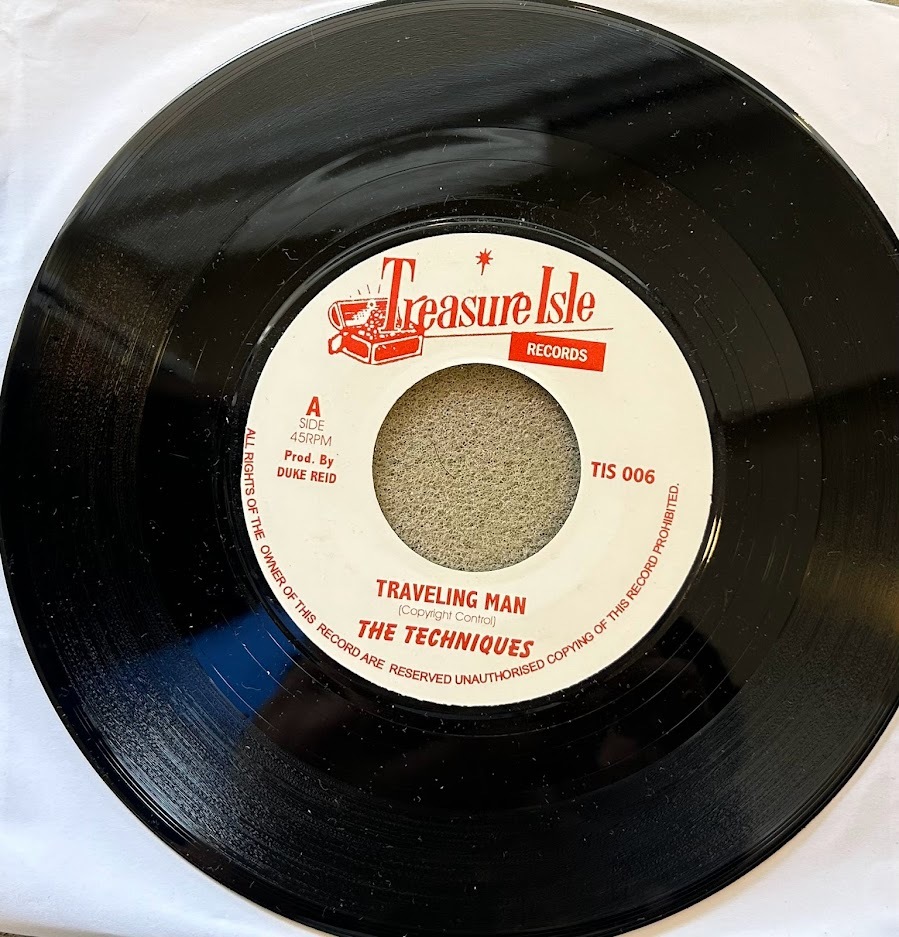 Treasure Isle
RECORDS
A
SIDE
45RPM
Prod. By
DUKE REID
TIS 006
TRAVELING MAN
(Copyright Control)
THE TECHNIQUES
ALL RIGHTS OF THE OWNER OF THIS RECORD ARE RESERVED UNAUTHORISED COPYING OF THIS RECORD PROHIBITED.